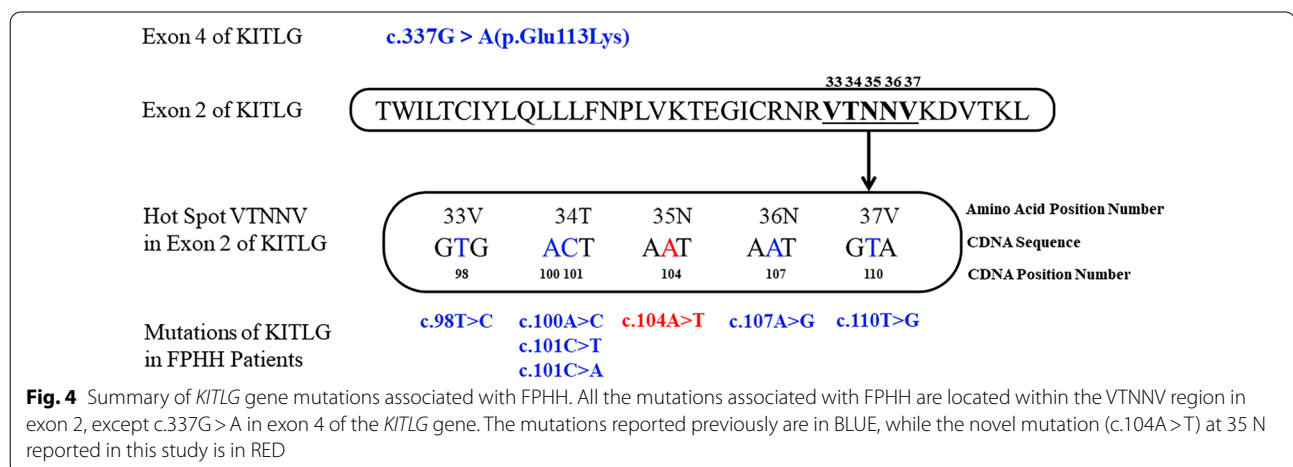 Exon 4 of KITLG c.337G > A(p.Glu113Lys)
33 34 35 36 37
Exon 2 of KITLG TWILTCIYLQLLLFNPLVKTEGICRNRVTNNVKDVTKL
Hot Spot VTNNV
in Exon 2 of KITLG
33V 34T 35N 36N 37V Amino Acid Position Number
GTG ACT AAT AAT GTA CDNA Sequence
98 100 101 104 107 110 CDNA Position Number
Mutations of KITLG
in FPHH Patients
c.98T>C c.100A>C c.104A>T c.107A>G c.110T>G
c.101C>T
c.101C>A
Fig. 4 Summary of KITLG gene mutations associated with FPHH. All the mutations associated with FPHH are located within the VTNNV region in
exon 2, except c.337G > A in exon 4 of the KITLG gene. The mutations reported previously are in BLUE, while the novel mutation (c.104A > T) at 35 N
reported in this study is in RED